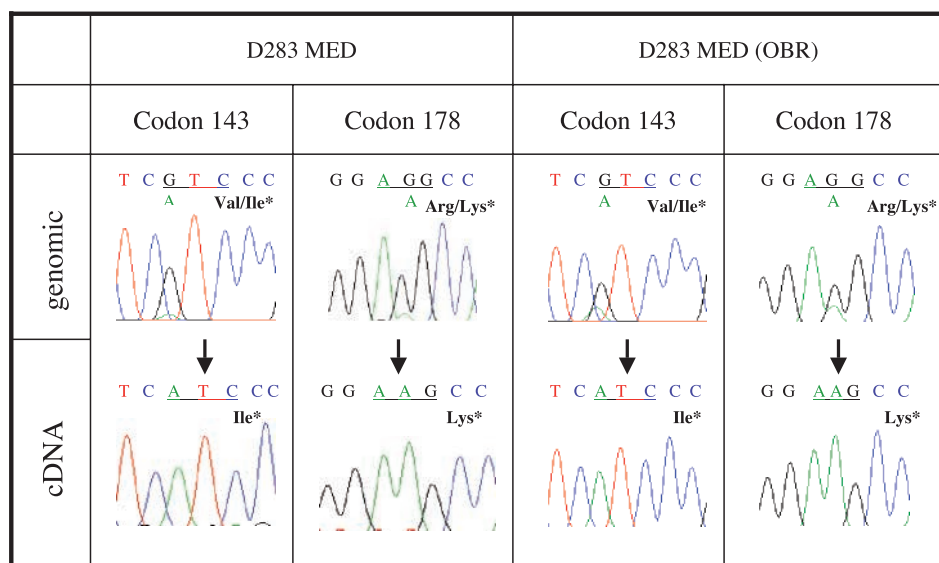 D283 MED D283 MED (OBR)
Codon 143 Codon 178 Codon 143 Codon 178
genomic
T C G T C C C
A Val/Ile*
G G A G G C C
A Arg/Lys*
T C G T C C C
A Val/Ile*
G G A G G C C
A Arg/Lys*
cDNA
T C A T C C C
Ile*
G G A A G C C
Lys*
T C A T C C C
Ile*
G G A A G C C
Lys*